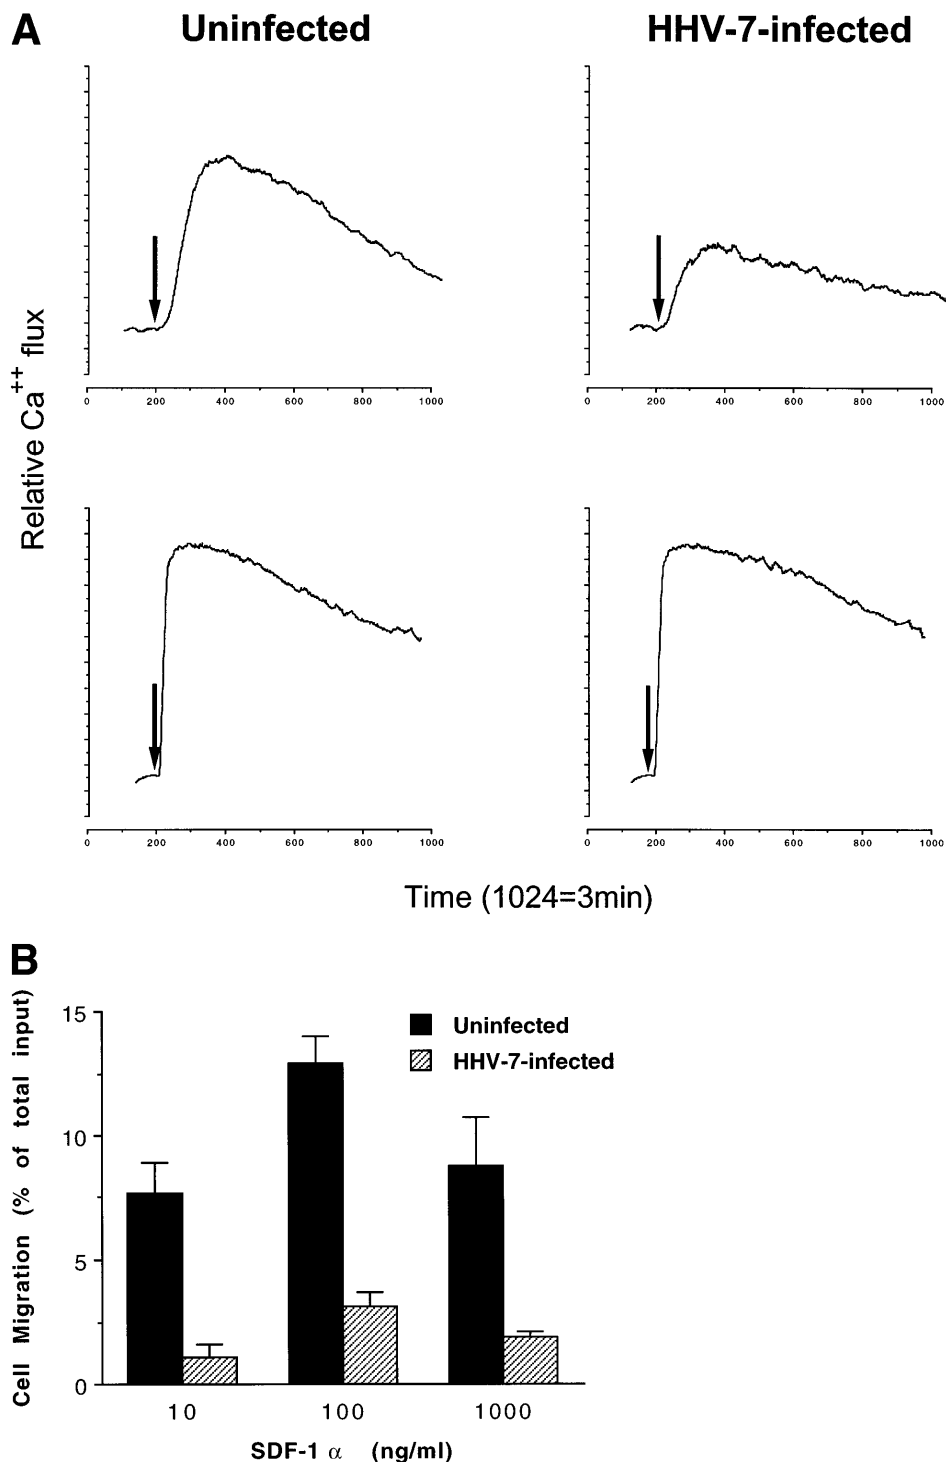 A
Uninfected
HHV-7-infected
Relative Ca++ flux
0 200 400 600 800 1000
0 200 400 600 800 1000
0 200 400 600 800 1000
0 200 400 600 800 1000
Time (1024=3min)
B
Cell Migration (% of total input)
15
10
5
0
Uninfected
HHV-7-infected
10 100 1000
SDF-1 α (ng/ml)